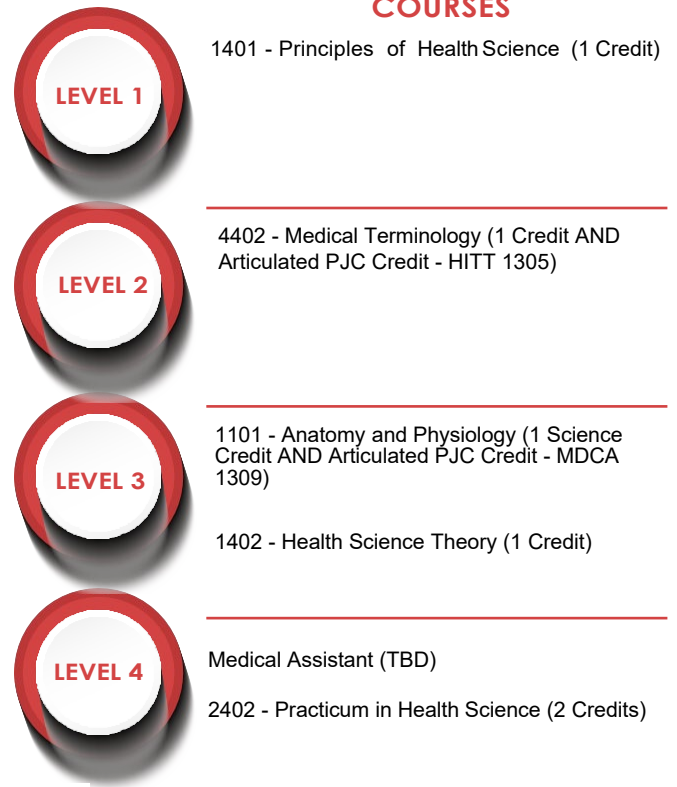 COURSES
LEVEL 1
1401 - Principles of Health Science (1 Credit)
LEVEL 2
4402 - Medical Terminology (1 Credit AND
Articulated PJC Credit - HITT 1305)
LEVEL 3
1101 - Anatomy and Physiology (1 Science
Credit AND Articulated PJC Credit - MDCA
1309)
1402 - Health Science Theory (1 Credit)
LEVEL 4
Medical Assistant (TBD)
2402 - Practicum in Health Science (2 Credits)